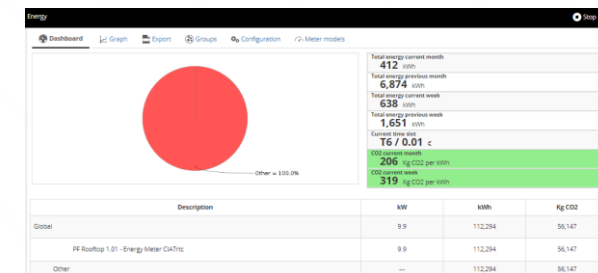 Energy
Stop
Dashboard Graph Export Groups Configuration Meter models
Total energy current month
412 kWh
Total energy previous month
6,874 kWh
Total energy current week
638 kWh
Total energy previous week
1,651 kWh
Current time slot
T6 / 0.01 c
CO2 current month
206 Kg CO2 per kWh
CO2 current week
319 Kg CO2 per kWh
Other = 100.0%
Description kW kWh Kg CO2
Global 9.9 112,294 56,147
PF Rooftop 1.01 - Energy Meter CIATrtc 9.9 112,294 56,147
Other --- 112,294 56,147